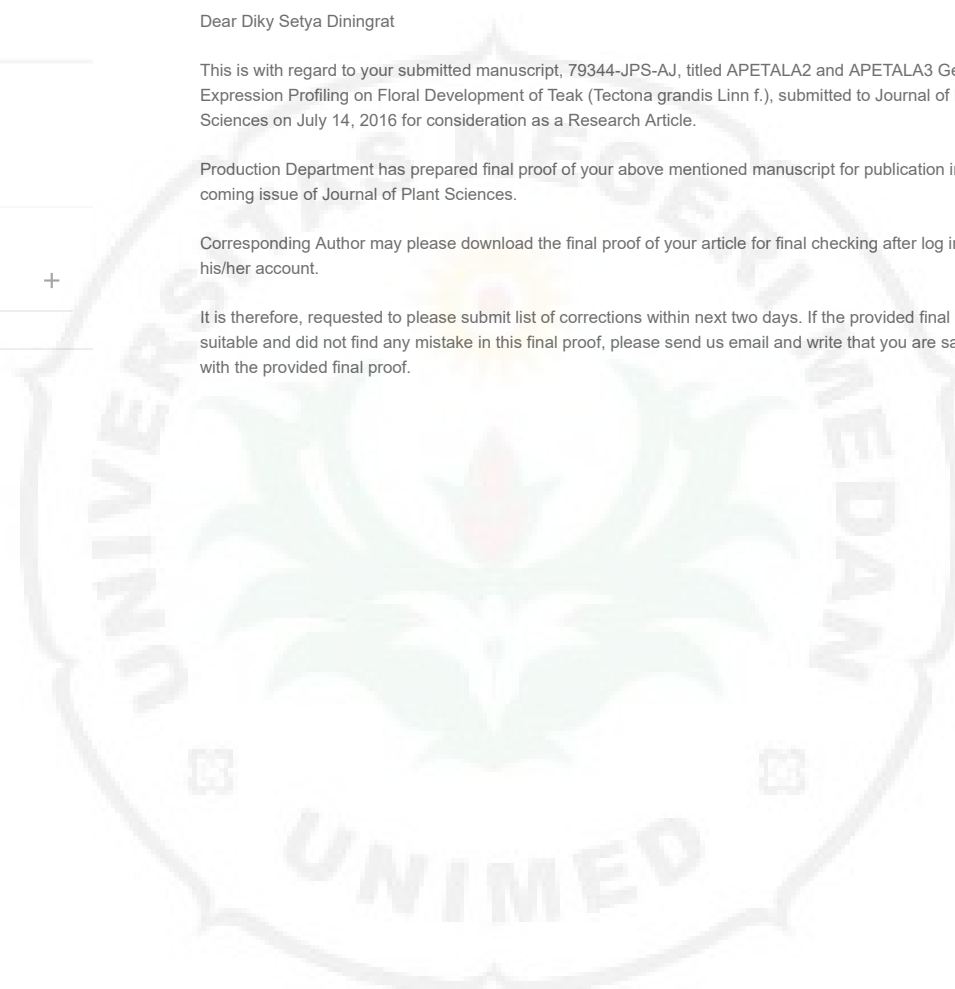 Dear Diky Setya Diningrat
This is with regard to your submitted manuscript, 79344-JPS-AJ, titled APETALA2 and APETALA3 Ge
Expression Profiling on Floral Development of Teak (Tectona grandis Linn f.), submitted to Journal of
Sciences on July 14, 2016 for consideration as a Research Article.
Production Department has prepared final proof of your above mentioned manuscript for publication i
coming issue of Journal of Plant Sciences.
Corresponding Author may please download the final proof of your article for final checking after log i
his/her account.
It is therefore, requested to please submit list of corrections within next two days. If the provided final
suitable and did not find any mistake in this final proof, please send us email and write that you are sa
with the provided final proof.
UNIVERSITAS NEGERI MEDAN
UNIMED